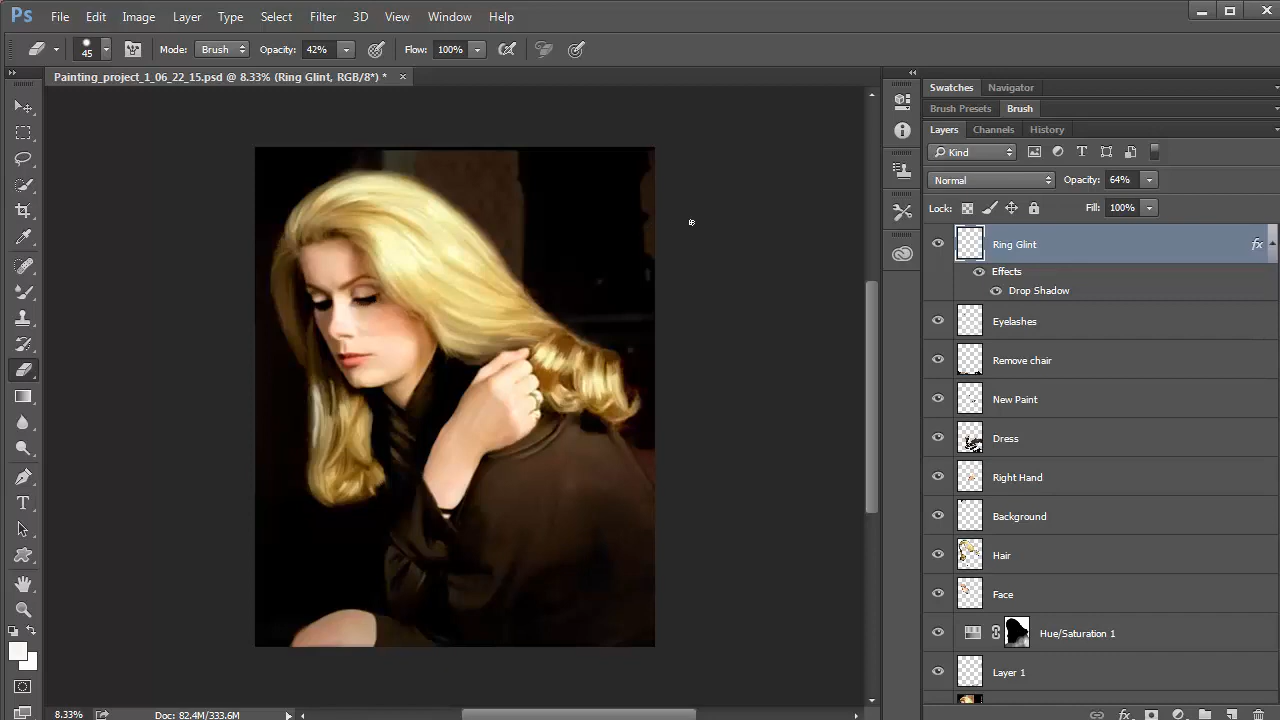 Ps File Edit Image Layer Type Select Filter 3D View Window Help
45 Mode: Brush Opacity: 42% Flow: 100%
Painting_project_1_06_22_15.psd @ 8.33% (Ring Glint, RGB/8*) *
Swatches Navigator
Brush Presets Brush
Layers Channels History
Kind
Normal Opacity: 64%
Lock: Fill: 100%
Ring Glint fx
Effects
Drop Shadow
Eyelashes
Remove chair
New Paint
Dress
Right Hand
Background
Hair
Face
Hue/Saturation 1
Layer 1
8.33% Doc: 82.4M/333.6M